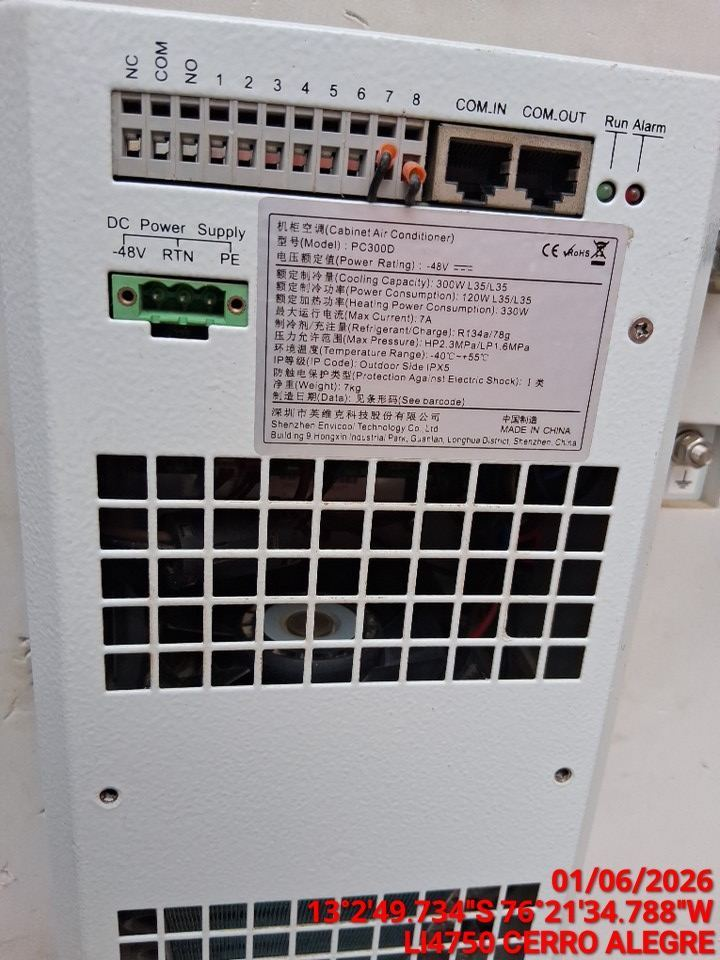 NC COM NO 1 2 3 4 5 6 7 8
COM_IN COM_OUT
Run Alarm
DC Power Supply
-48V RTN PE
机柜空调(Cabinet Air Conditioner)
型号(Model) : PC300D
电压额定值(Power Rating) : -48V
CE RoHS
额定制冷量(Cooling Capacity): 300W L35/L35
额定制冷功率(Power Consumption): 120W L35/L35
额定加热功率(Heating Power Consumption): 330W
最大运行电流(Max Current): 7A
制冷剂/充注量(Refrigerant/Charge): R134a/78g
压力允许范围(Max Pressure): HP2.3MPa/LP1.6MPa
环境温度(Temperature Range): -40℃~+55℃
IP等级(IP Code): Outdoor Side IPX5
防触电保护类型(Protection Against Electric Shock): I 类
净重(Weight): 7kg
制造日期(Data): 见条形码(See barcode)
深圳市英维克科技股份有限公司 中国制造
Shenzhen Envicool Technology Co. Ltd MADE IN CHINA
Building 9, Hongxin Industrial Park, Guanlan, Longhua District, Shenzhen, China
01/06/2026
13°2'49.734"S 76°21'34.788"W
LI4750 CERRO ALEGRE